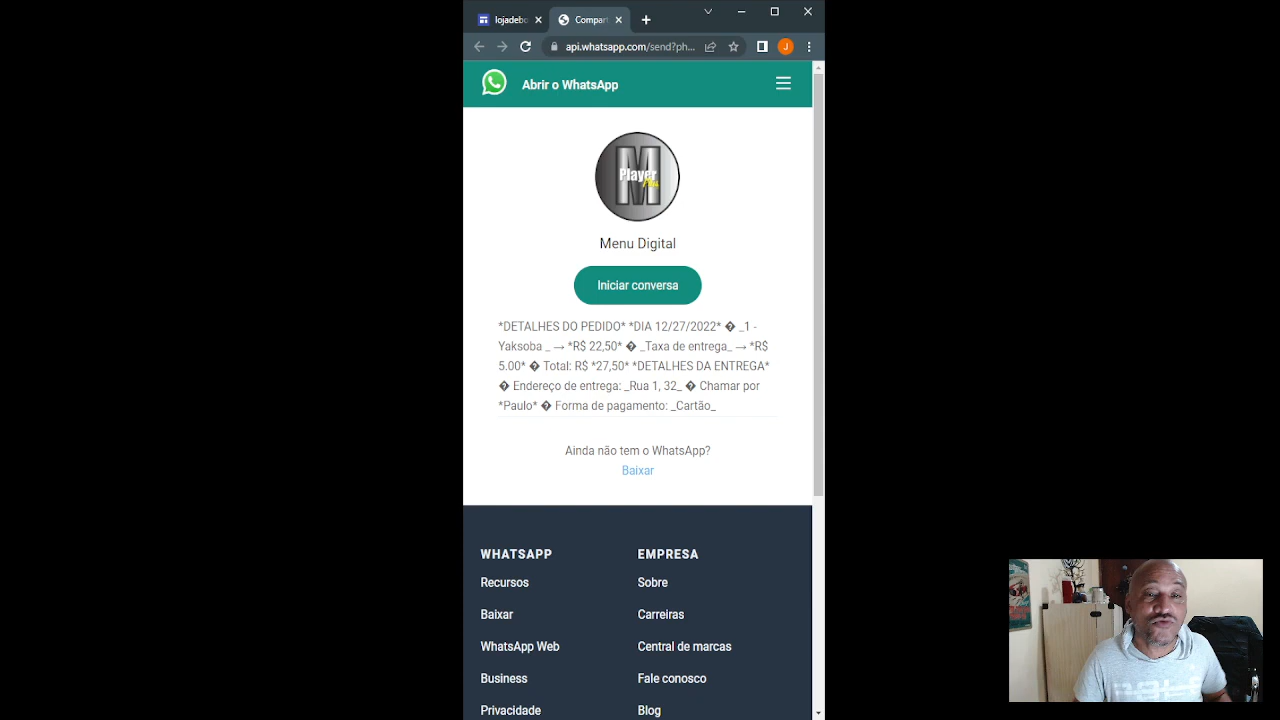 lojadebo
Compart
api.whatsapp.com/send?ph...
J
Abrir o WhatsApp
M
Player
Plus
Menu Digital
Iniciar conversa
*DETALHES DO PEDIDO* *DIA 12/27/2022* � _1 -
Yaksoba _ → *R$ 22,50* � _Taxa de entrega_ → *R$
5.00* � Total: R$ *27,50* *DETALHES DA ENTREGA*
� Endereço de entrega: _Rua 1, 32_ � Chamar por
*Paulo* � Forma de pagamento: _Cartão_
Ainda não tem o WhatsApp?
Baixar
WHATSAPP
EMPRESA
Recursos
Sobre
Baixar
Carreiras
WhatsApp Web
Central de marcas
Business
Fale conosco
Privacidade
Blog